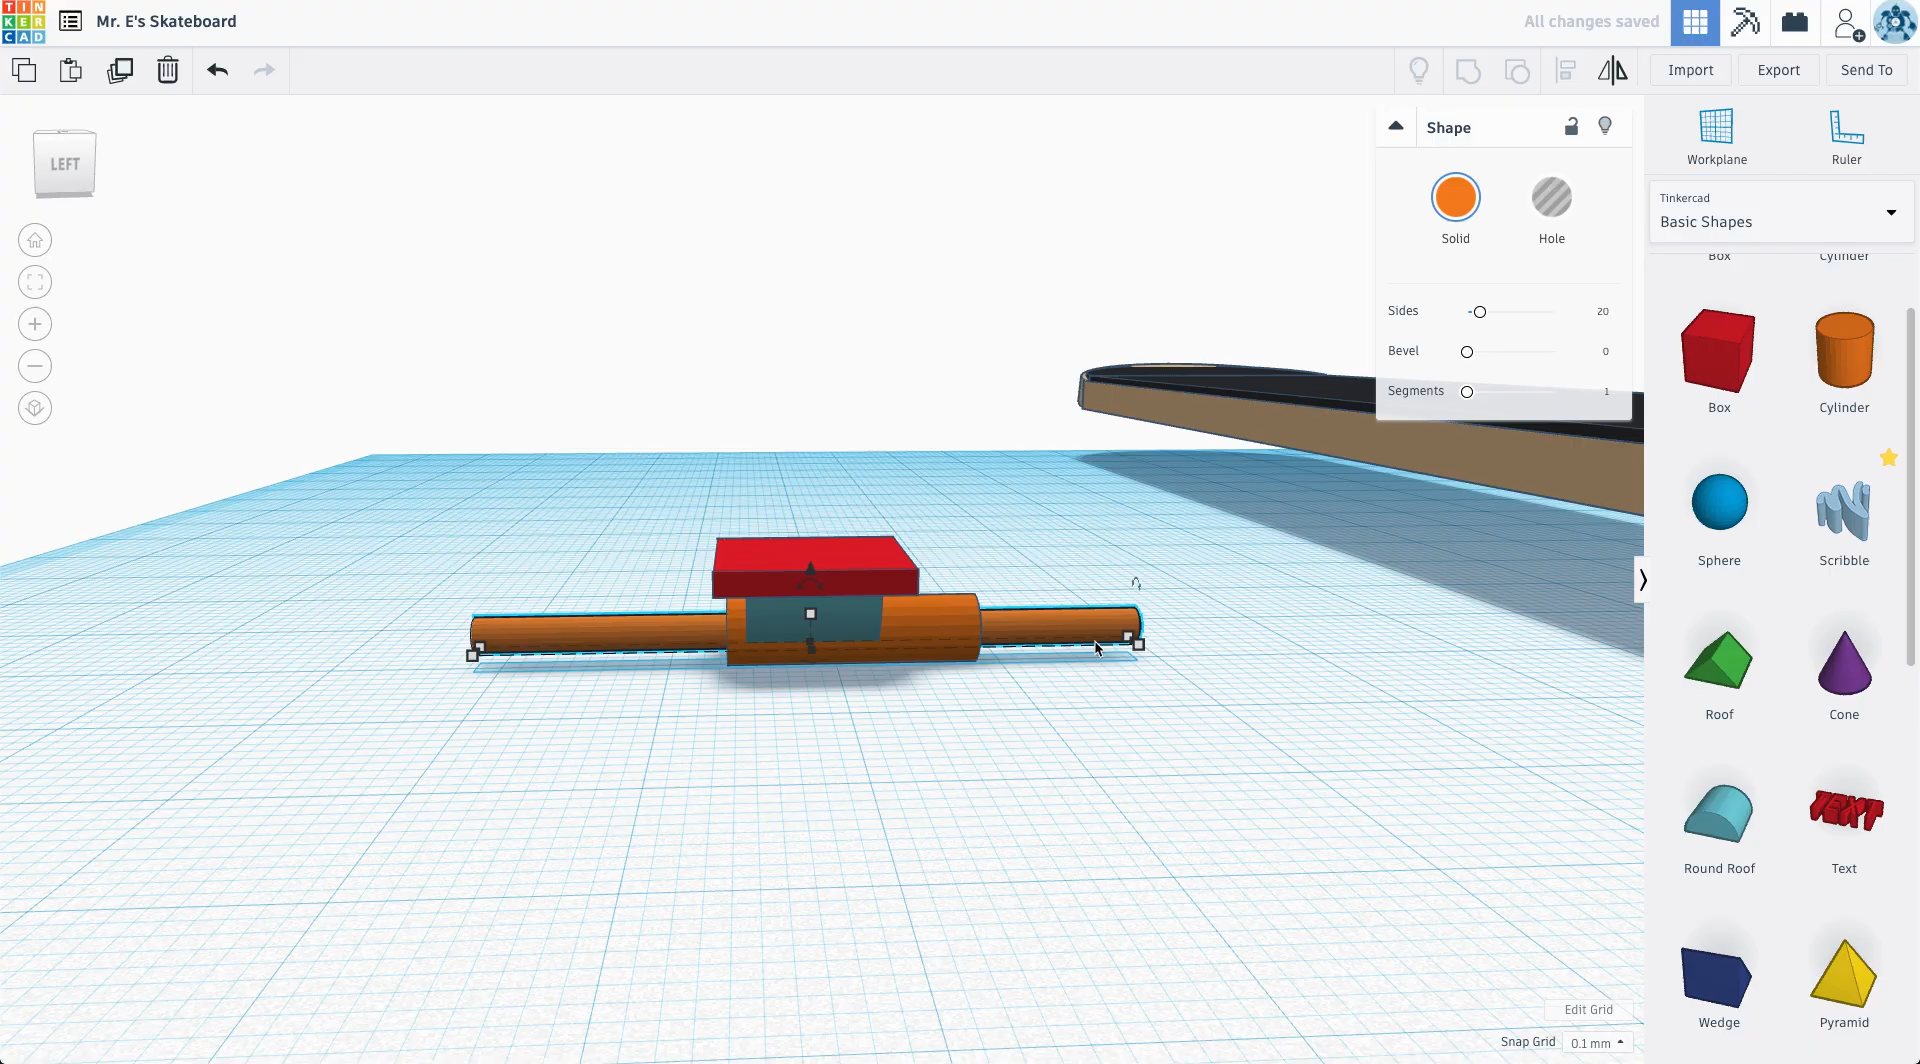 TIN
KER
CAD
Mr. E's Skateboard
All changes saved
Import
Export
Send To
LEFT
Shape
Solid
Hole
Sides
20
Bevel
0
Segments
1
Workplane
Ruler
Tinkercad
Basic Shapes
Box
Cylinder
Box
Cylinder
Sphere
Scribble
Roof
Cone
Round Roof
TEXT
Text
Wedge
Pyramid
Edit Grid
Snap Grid
0.1 mm